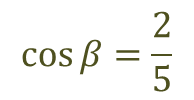 cos β = 2/5